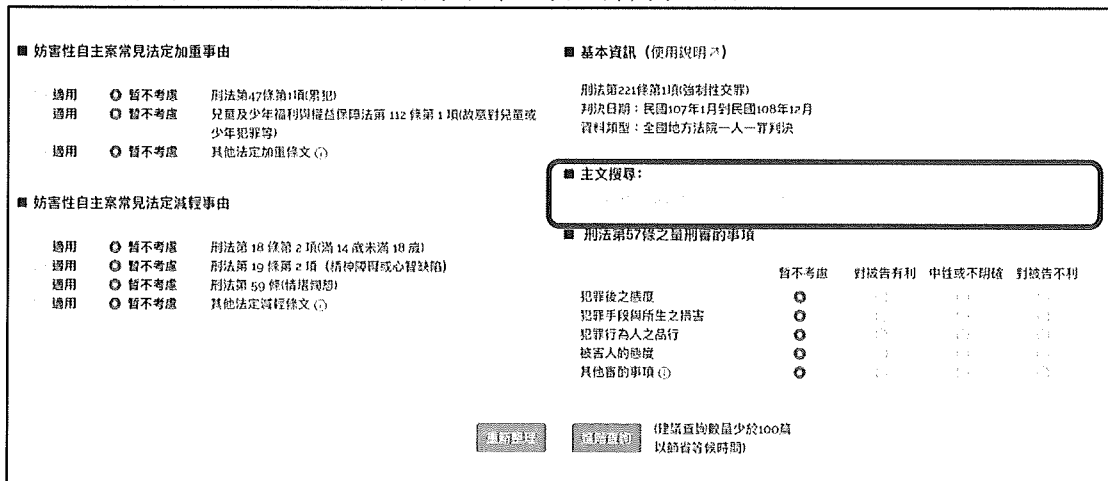 ■ 妨害性自主案常見法定加重事由
適用 暫不考慮 刑法第47條第1項(累犯)
適用 暫不考慮 兒童及少年福利與權益保障法第 112 條第 1 項(故意對兒童或
少年犯罪等)
適用 暫不考慮 其他法定加重條文
■ 妨害性自主案常見法定減輕事由
適用 暫不考慮 刑法第 18 條第 2 項(滿 14 歲未滿 18 歲)
適用 暫不考慮 刑法第 19 條第 2 項 (精神障礙或心智缺陷)
適用 暫不考慮 刑法第 59 條(情堪憫恕)
適用 暫不考慮 其他法定減輕條文
■ 基本資訊 (使用說明)
刑法第221條第1項(強制性交罪)
判決日期：民國107年1月到民國108年12月
資料類型：全國地方法院一人一罪判決
■ 主文搜尋：
■ 刑法第57條之量刑審酌事項
暫不考慮 對被告有利 中性或不明確 對被告不利
犯罪後之態度
犯罪手段與所生之損害
犯罪行為人之品行
被害人的態度
其他審酌事項
重新整理 進階查詢 (建議查詢數量少於100篇
以節省等候時間)